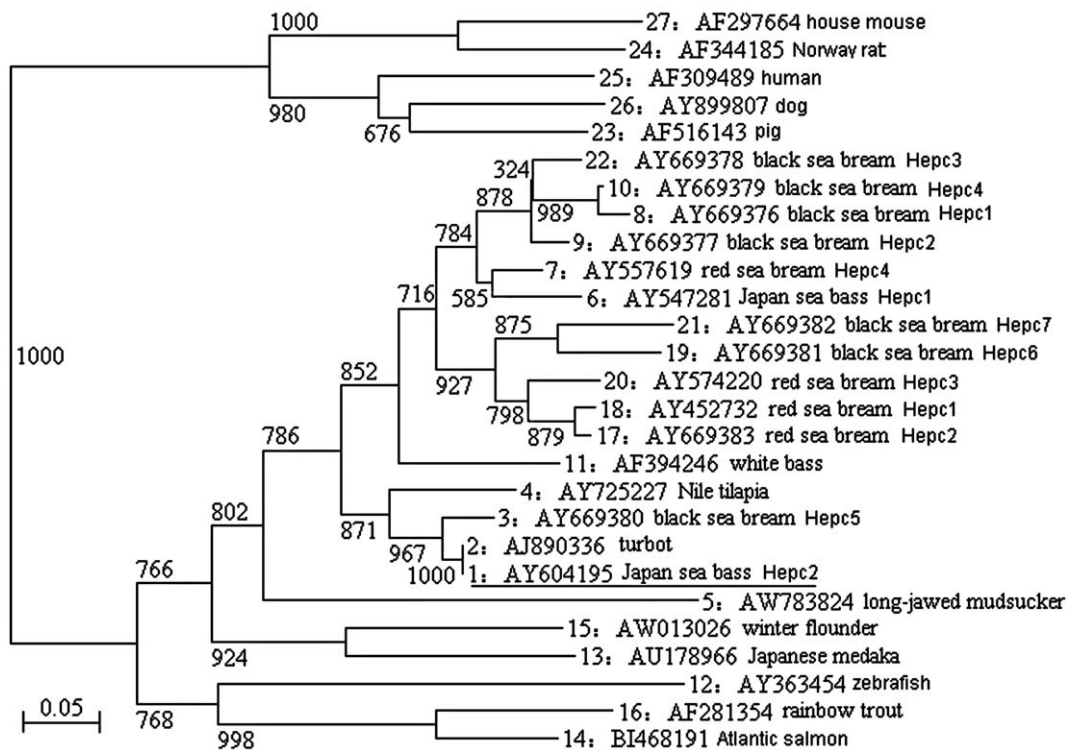 1000
27: AF297664 house mouse
24: AF344185 Norway rat
25: AF309489 human
980
26: AY899807 dog
676
23: AF516143 pig
22: AY669378 black sea bream Hepc3
324
10: AY669379 black sea bream Hepc4
878
989
8: AY669376 black sea bream Hepc1
784
9: AY669377 black sea bream Hepc2
7: AY557619 red sea bream Hepc4
716
585
6: AY547281 Japan sea bass Hepc1
875
21: AY669382 black sea bream Hepc7
1000
19: AY669381 black sea bream Hepc6
852
927
20: AY574220 red sea bream Hepc3
798
18: AY452732 red sea bream Hepc1
879
17: AY669383 red sea bream Hepc2
786
11: AF394246 white bass
4: AY725227 Nile tilapia
802
871
3: AY669380 black sea bream Hepc5
967
2: AJ890336 turbot
1000
1: AY604195 Japan sea bass Hepc2
766
5: AW783824 long-jawed mudsucker
15: AW013026 winter flounder
924
13: AU178966 Japanese medaka
12: AY363454 zebrafish
0.05
768
16: AF281354 rainbow trout
998
14: BI468191 Atlantic salmon